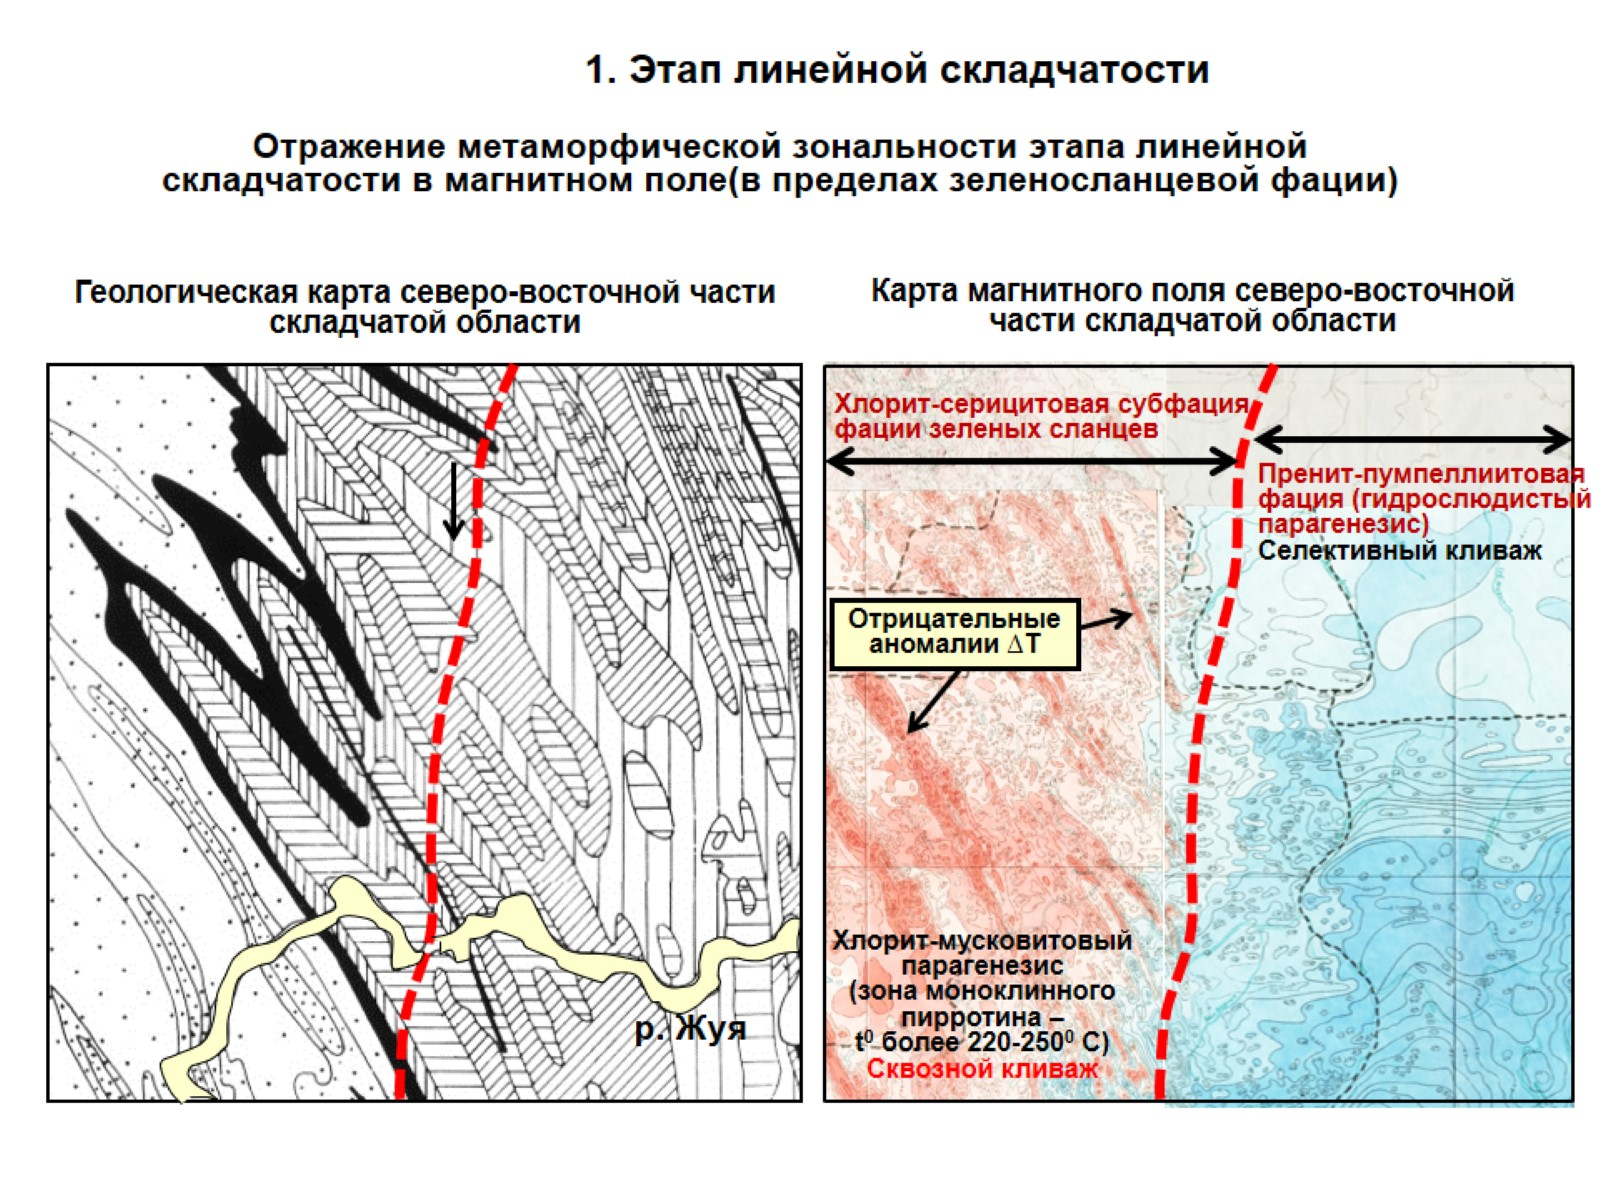 1. Этап линейной складчатости
Отражение метаморфической зональности этапа линейной
складчатости в магнитном поле(в пределах зеленосланцевой фации)
Геологическая карта северо-восточной части
складчатой области
р. Жуя
Карта магнитного поля северо-восточной
части складчатой области
Хлорит-серицитовая субфация
фации зеленых сланцев
Пренит-пумпеллиитовая
фация (гидрослюдистый
парагенезис)
Селективный кливаж
Отрицательные
аномалии ΔТ
Хлорит-мусковитовый
парагенезис
(зона моноклинного
пирротина –
t⁰ более 220-250⁰ С)
Сквозной кливаж